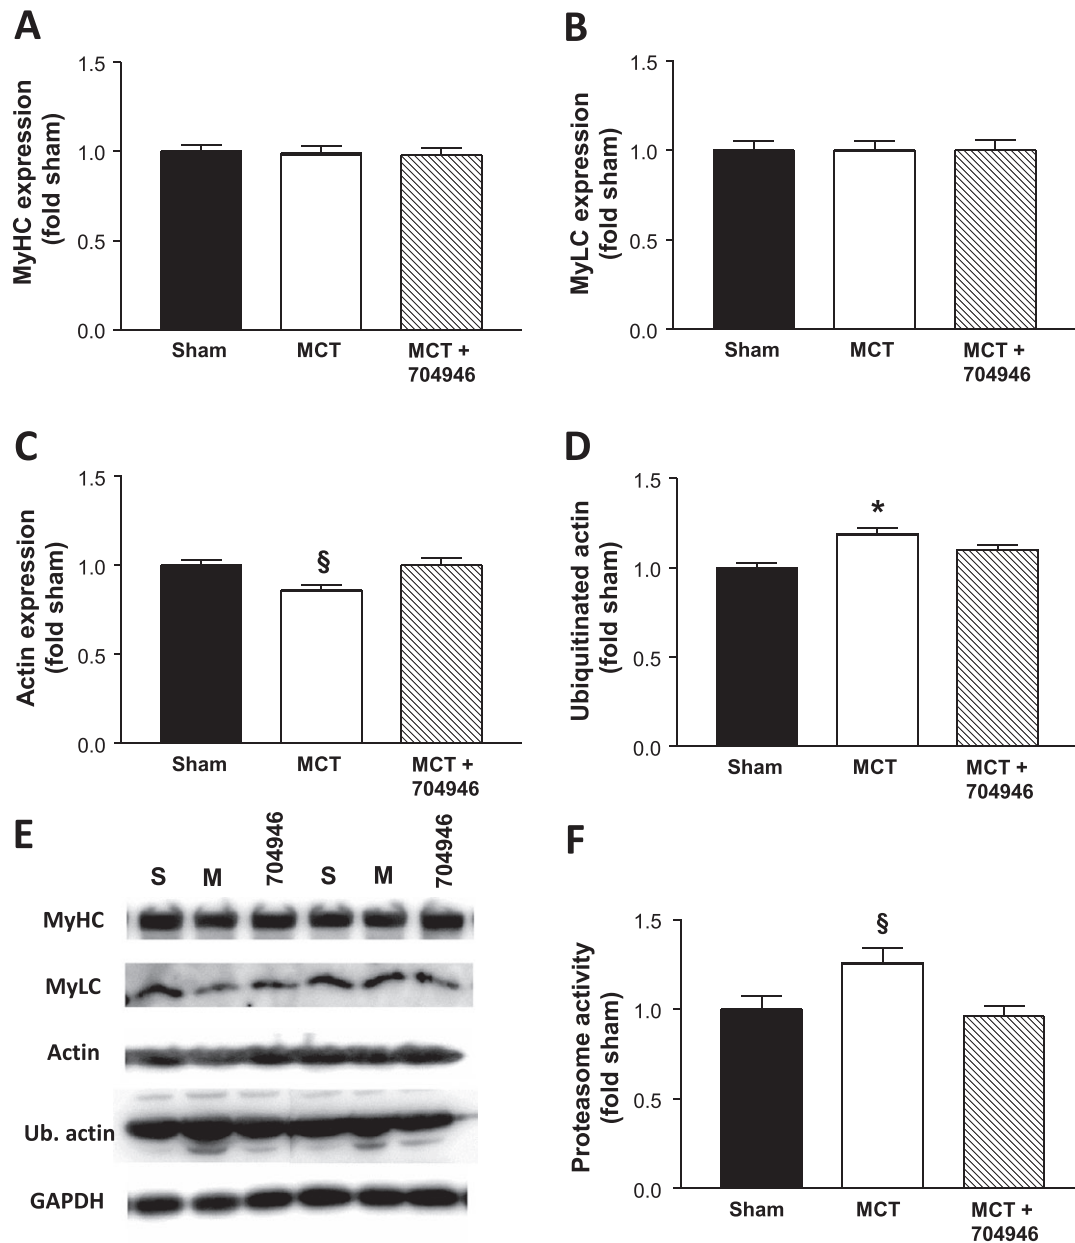 A
MyHC expression
(fold sham)
1.5
1.0
0.5
0.0
Sham
MCT
MCT +
704946
B
MyLC expression
(fold sham)
1.5
1.0
0.5
0.0
Sham
MCT
MCT +
704946
C
Actin expression
(fold sham)
1.5
1.0
0.5
0.0
§
Sham
MCT
MCT +
704946
D
Ubiquitinated actin
(fold sham)
1.5
1.0
0.5
0.0
*
Sham
MCT
MCT +
704946
E
S M 704946 S M 704946
MyHC
MyLC
Actin
Ub. actin
GAPDH
F
Proteasome activity
(fold sham)
1.5
1.0
0.5
0.0
§
Sham
MCT
MCT +
704946